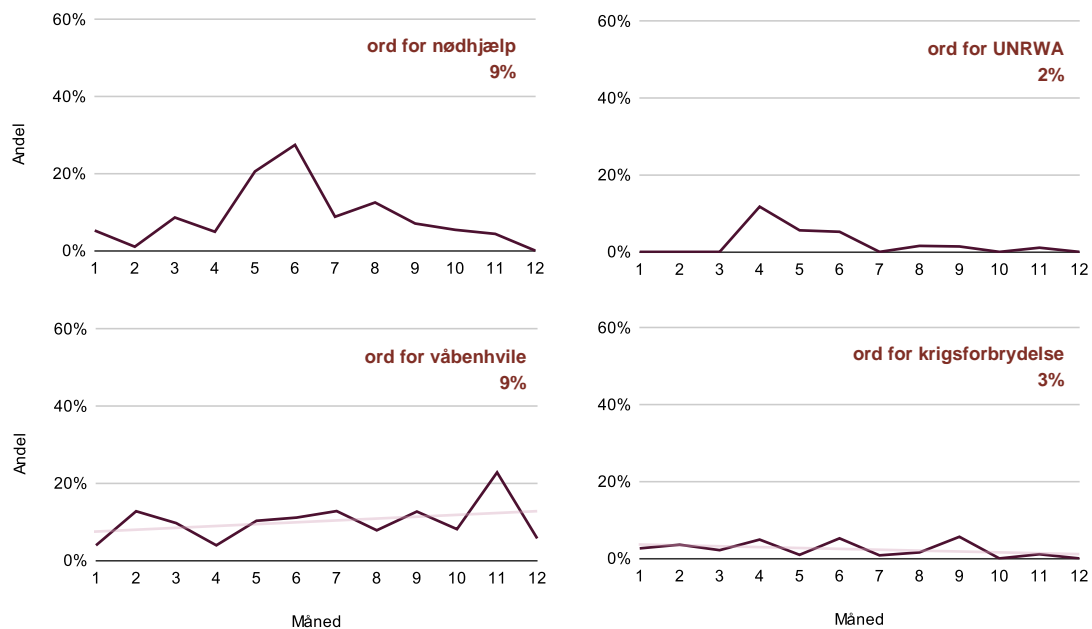 60%
ord for nødhjælp
9%
40%
Andel
20%
0%
1 2 3 4 5 6 7 8 9 10 11 12
60%
ord for UNRWA
2%
40%
20%
0%
1 2 3 4 5 6 7 8 9 10 11 12
60%
ord for våbenhvile
9%
40%
Andel
20%
0%
1 2 3 4 5 6 7 8 9 10 11 12
Måned
60%
ord for krigsforbrydelse
3%
40%
20%
0%
1 2 3 4 5 6 7 8 9 10 11 12
Måned